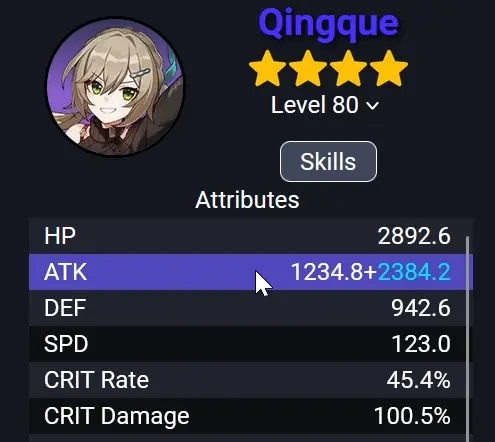 Qingque
Level 80
Skills
Attributes
HP 2892.6
ATK 1234.8+2384.2
DEF 942.6
SPD 123.0
CRIT Rate 45.4%
CRIT Damage 100.5%